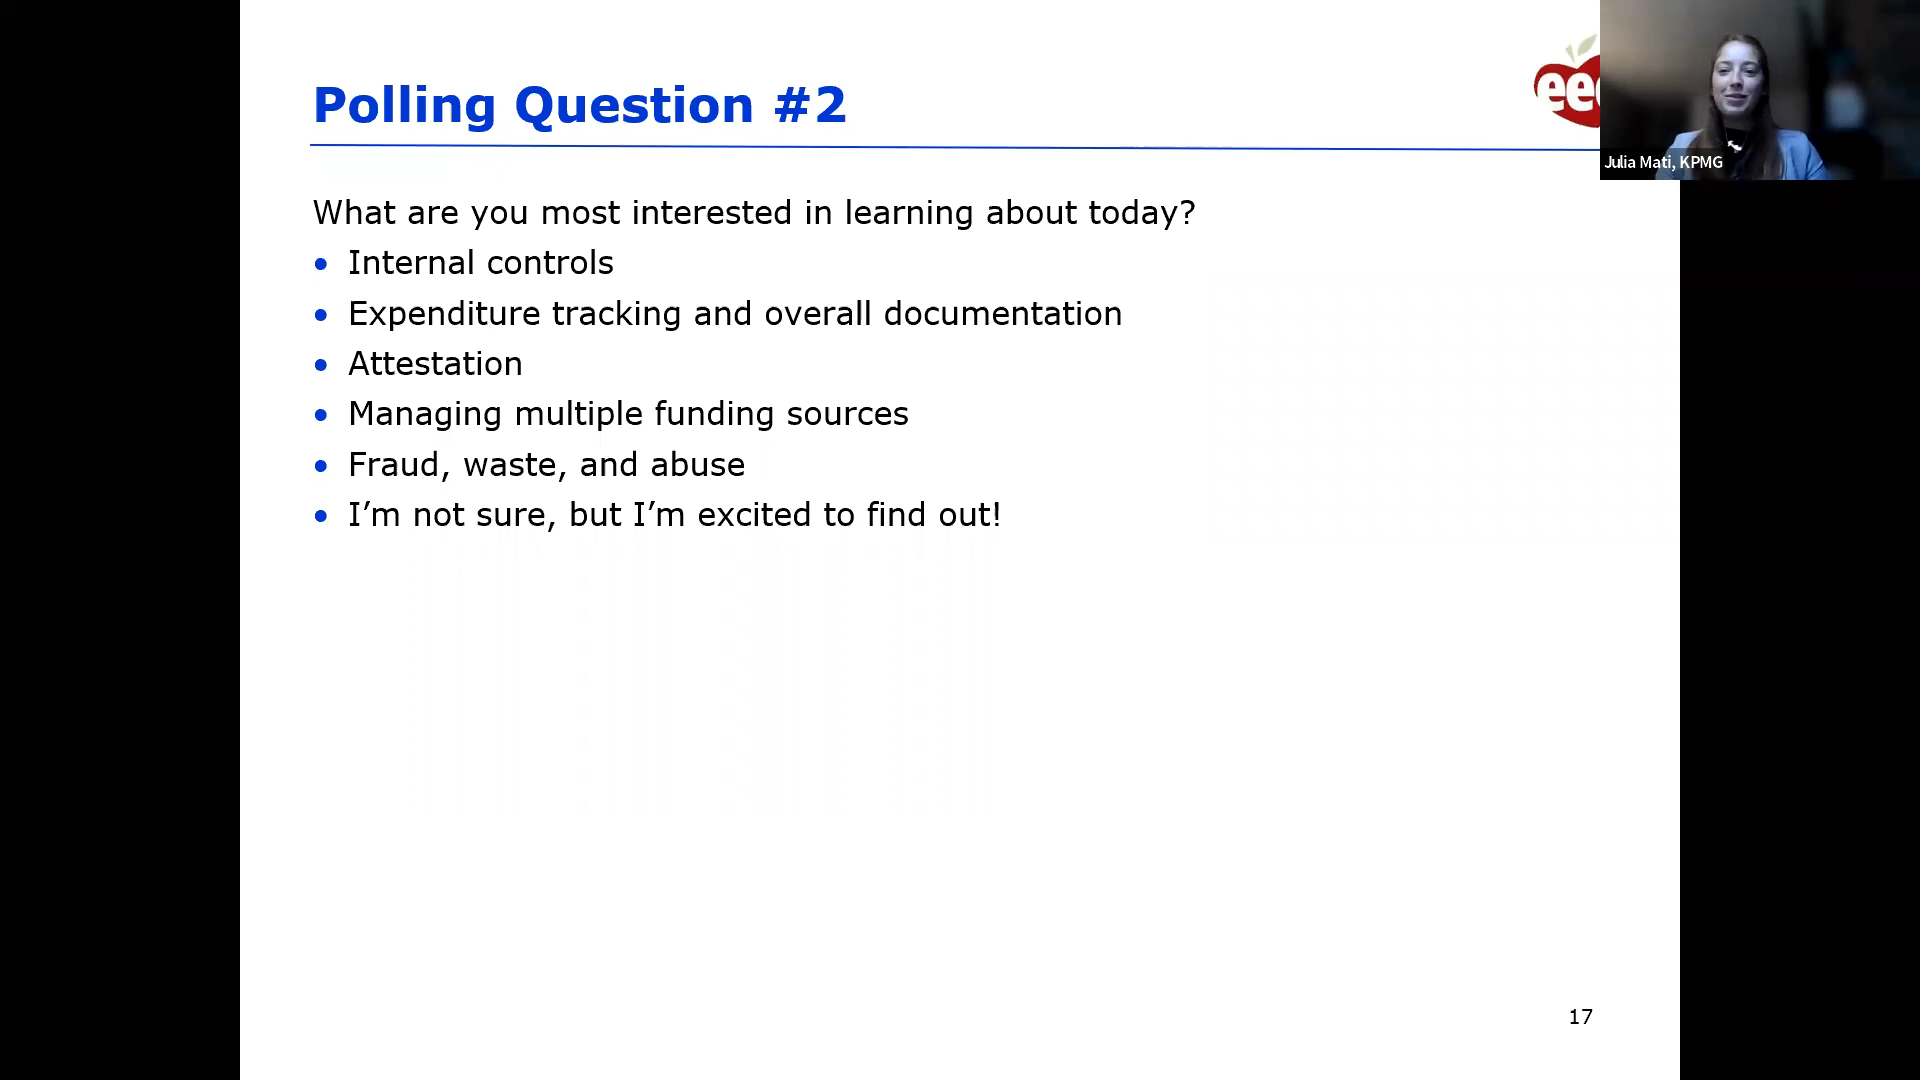 Polling Question #2
What are you most interested in learning about today?
• Internal controls
• Expenditure tracking and overall documentation
• Attestation
• Managing multiple funding sources
• Fraud, waste, and abuse
• I’m not sure, but I’m excited to find out!
17
Julia Mati, KPMG